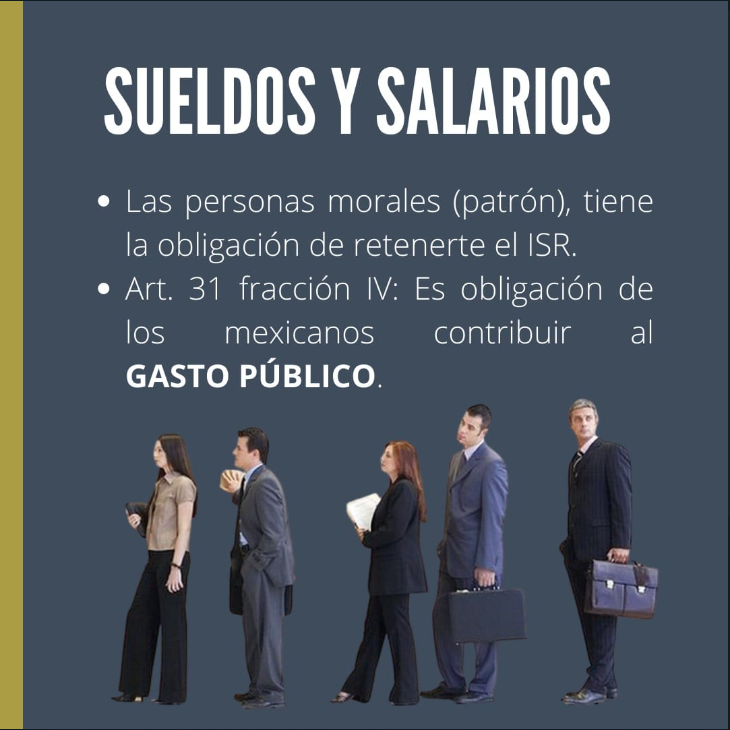 SUELDOS Y SALARIOS
• Las personas morales (patrón), tiene
la obligación de retenerte el ISR.
• Art. 31 fracción IV: Es obligación de
los mexicanos contribuir al
GASTO PÚBLICO.